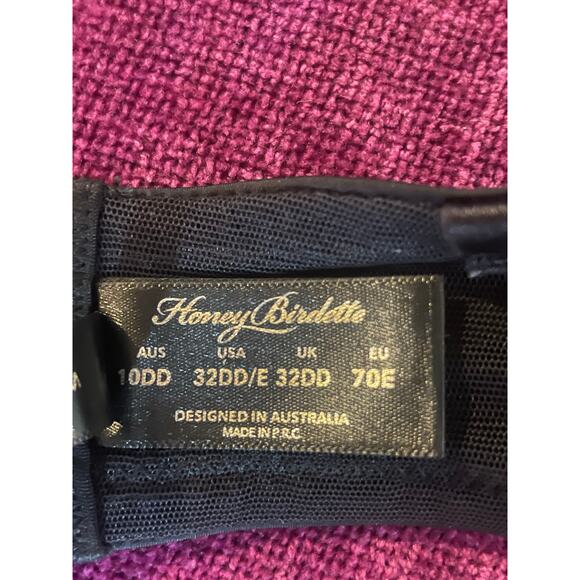 Honey Birdette
AUS USA UK EU
10DD 32DD/E 32DD 70E
DESIGNED IN AUSTRALIA
MADE IN P.R.C.